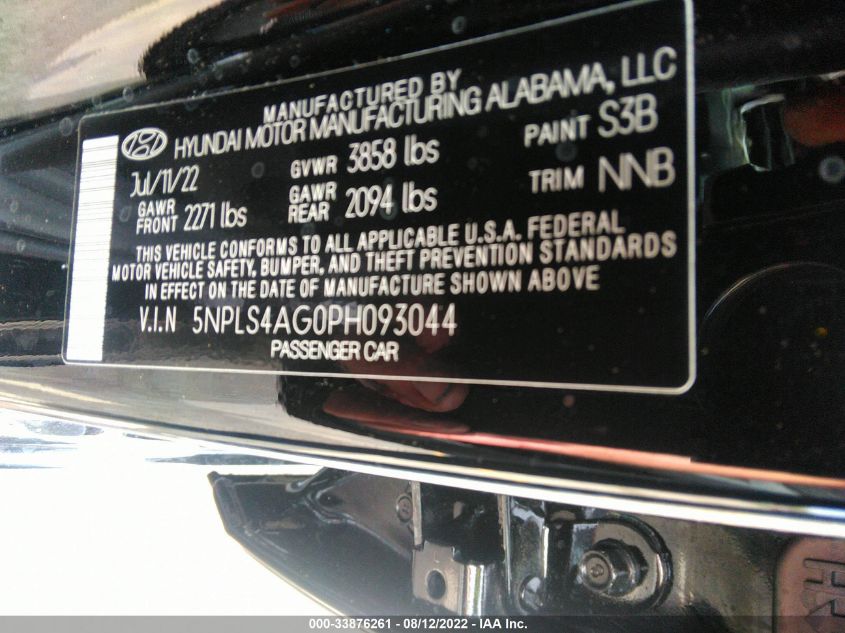 MANUFACTURED BY
HYUNDAI MOTOR MANUFACTURING ALABAMA, LLC
Jul/11/22 GVWR 3858 lbs PAINT S3B
GAWR FRONT 2271 lbs GAWR REAR 2094 lbs TRIM NNB
THIS VEHICLE CONFORMS TO ALL APPLICABLE U.S.A. FEDERAL
MOTOR VEHICLE SAFETY, BUMPER, AND THEFT PREVENTION STANDARDS
IN EFFECT ON THE DATE OF MANUFACTURE SHOWN ABOVE
V.I.N 5NPLS4AG0PH093044
PASSENGER CAR
000-33876261 - 08/12/2022 - IAA Inc.